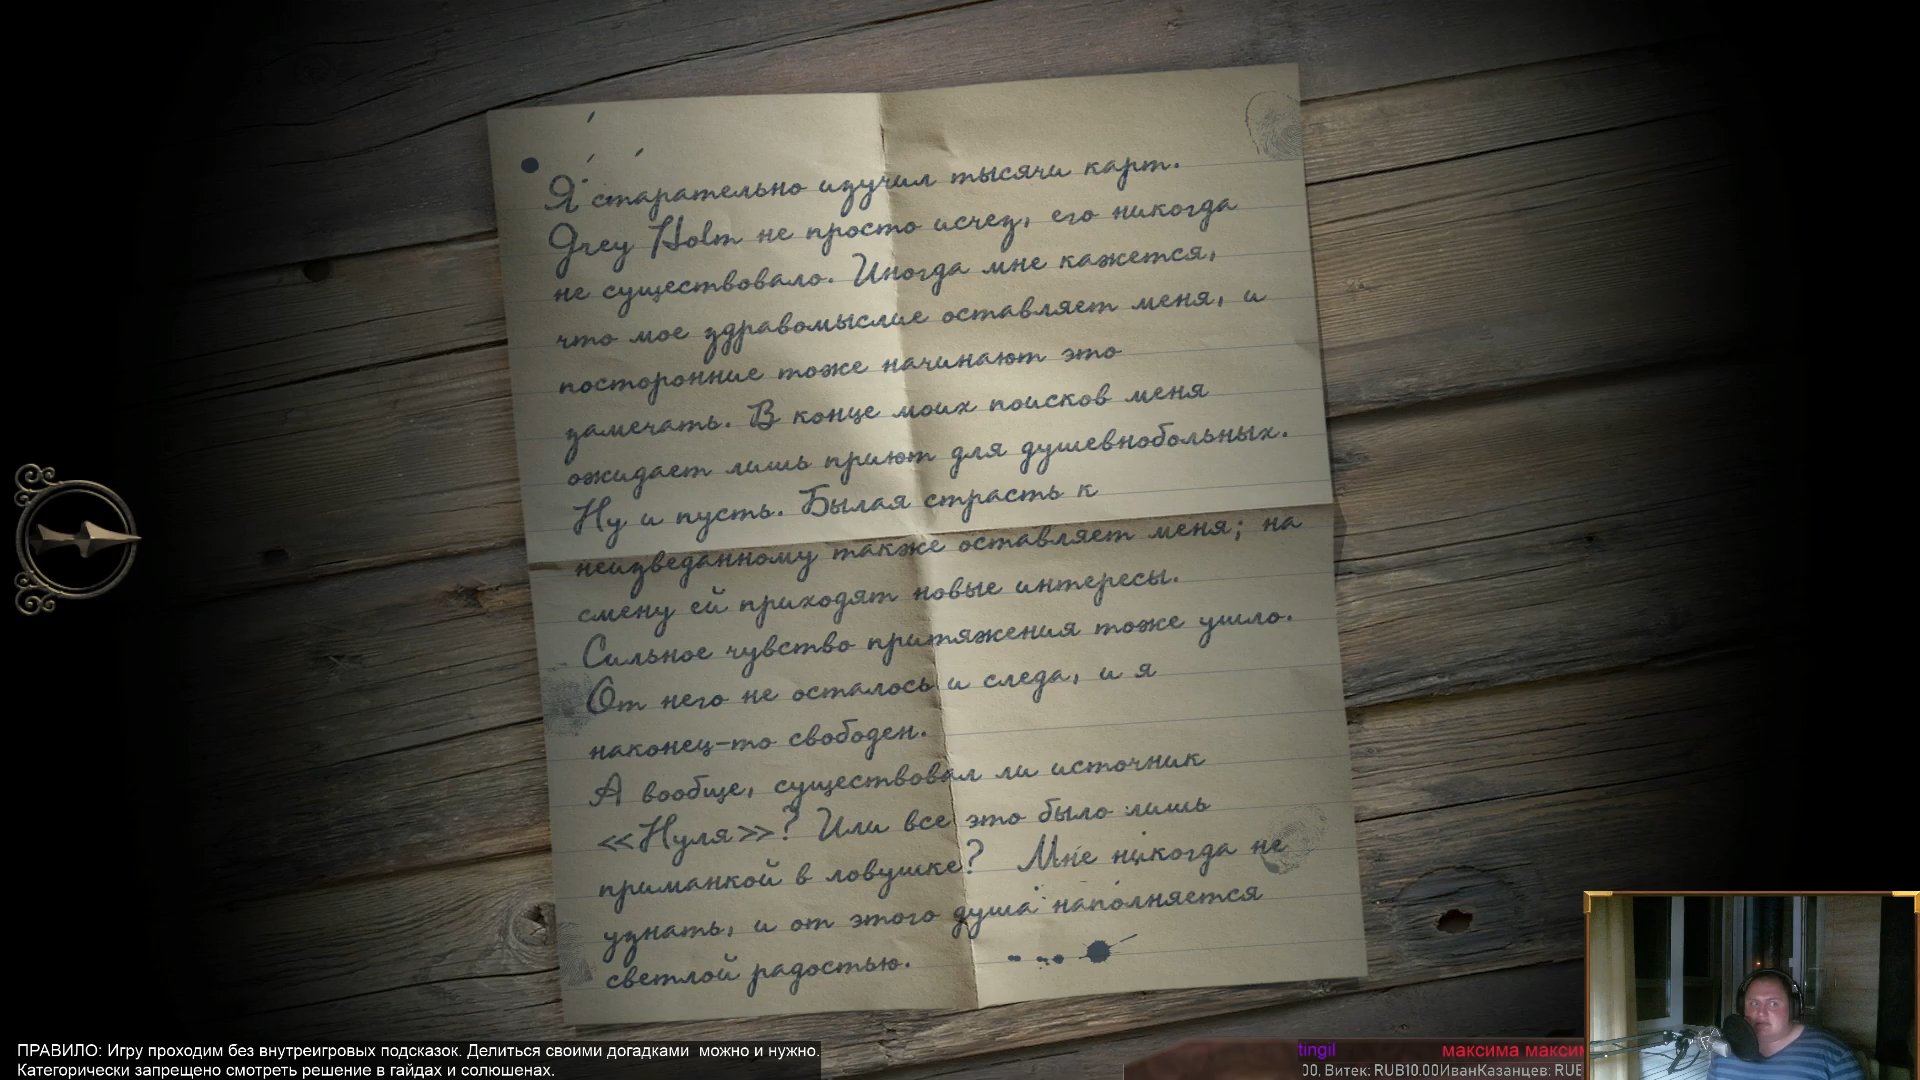 Я старательно изучил тысячи карт.
Grey Holm не просто исчез, его никогда
не существовало. Иногда мне кажется,
что мое здравомыслие оставляет меня, и
посторонние тоже начинают это
замечать. В конце моих поисков меня
ожидает лишь приют для душевнобольных.
Ну и пусть. Былая страсть к
неизведанному также оставляет меня; на
смену ей приходят новые интересы.
Сильное чувство притяжения тоже ушло.
От него не осталось и следа, и я
наконец-то свободен.
А вообще, существовал ли источник
<<Нуля>>? Или все это было лишь
приманкой в ловушке? Мне никогда не
узнать, и от этого душа наполняется
светлой радостью.
ПРАВИЛО: Игру проходим без внутреигровых подсказок. Делиться своими догадками можно и нужно.
Категорически запрещено смотреть решение в гайдах и солюшенах.
tingil максима максим
00, Витек: RUB10.00ИванКазанцев: RUE